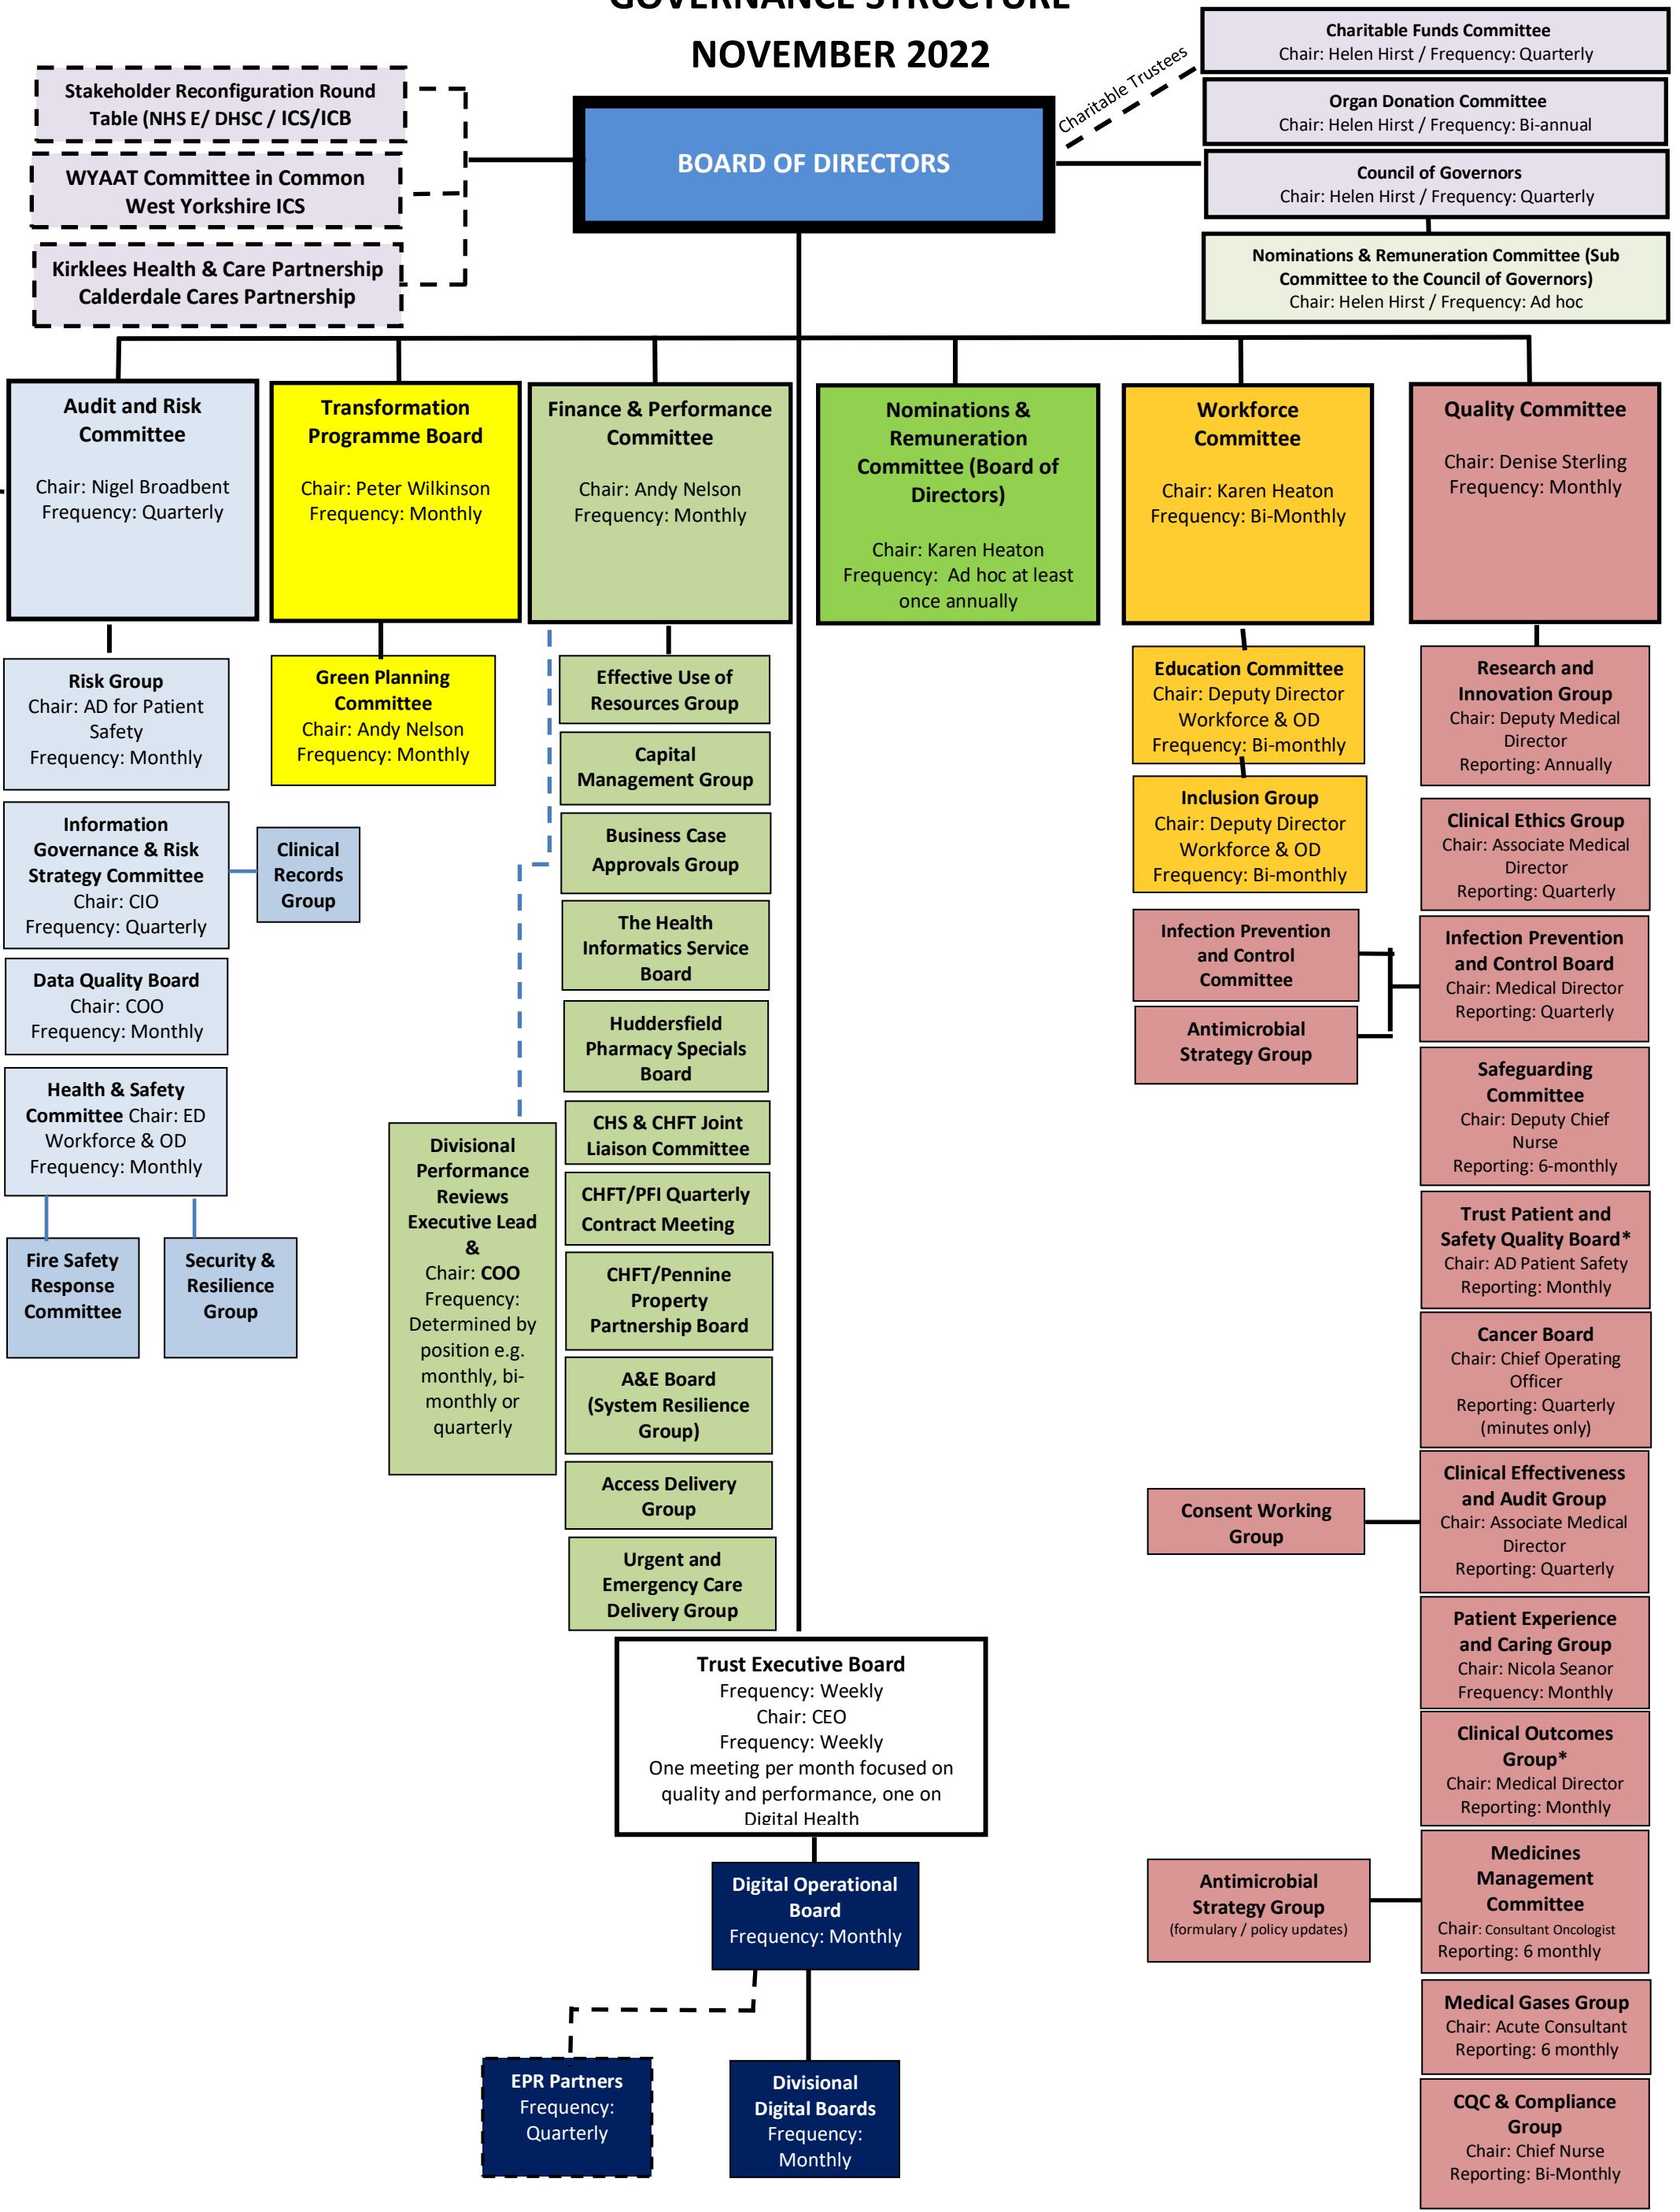 GOVERNANCE STRUCTURE
NOVEMBER 2022
Stakeholder Reconfiguration Round
Table (NHS E/ DHSC / ICS/ICB
WYAAT Committee in Common
West Yorkshire ICS
Kirklees Health & Care Partnership
Calderdale Cares Partnership
BOARD OF DIRECTORS
Charitable Trustees
Charitable Funds Committee
Chair: Helen Hirst / Frequency: Quarterly
Organ Donation Committee
Chair: Helen Hirst / Frequency: Bi-annual
Council of Governors
Chair: Helen Hirst / Frequency: Quarterly
Nominations & Remuneration Committee (Sub
Committee to the Council of Governors)
Chair: Helen Hirst / Frequency: Ad hoc
Audit and Risk
Committee
Chair: Nigel Broadbent
Frequency: Quarterly
Transformation
Programme Board
Chair: Peter Wilkinson
Frequency: Monthly
Finance & Performance
Committee
Chair: Andy Nelson
Frequency: Monthly
Nominations &
Remuneration
Committee (Board of
Directors)
Chair: Karen Heaton
Frequency: Ad hoc at least
once annually
Workforce
Committee
Chair: Karen Heaton
Frequency: Bi-Monthly
Quality Committee
Chair: Denise Sterling
Frequency: Monthly
Risk Group
Chair: AD for Patient
Safety
Frequency: Monthly
Information
Governance & Risk
Strategy Committee
Chair: CIO
Frequency: Quarterly
Clinical
Records
Group
Data Quality Board
Chair: COO
Frequency: Monthly
Health & Safety
Committee Chair: ED
Workforce & OD
Frequency: Monthly
Fire Safety
Response
Committee
Security &
Resilience
Group
Green Planning
Committee
Chair: Andy Nelson
Frequency: Monthly
Divisional
Performance
Reviews
Executive Lead
&
Chair: COO
Frequency:
Determined by
position e.g.
monthly, bi-
monthly or
quarterly
Effective Use of
Resources Group
Capital
Management Group
Business Case
Approvals Group
The Health
Informatics Service
Board
Huddersfield
Pharmacy Specials
Board
CHS & CHFT Joint
Liaison Committee
CHFT/PFI Quarterly
Contract Meeting
CHFT/Pennine
Property
Partnership Board
A&E Board
(System Resilience
Group)
Access Delivery
Group
Urgent and
Emergency Care
Delivery Group
Trust Executive Board
Frequency: Weekly
Chair: CEO
Frequency: Weekly
One meeting per month focused on
quality and performance, one on
Digital Health
Digital Operational
Board
Frequency: Monthly
EPR Partners
Frequency:
Quarterly
Divisional
Digital Boards
Frequency:
Monthly
Education Committee
Chair: Deputy Director
Workforce & OD
Frequency: Bi-monthly
Inclusion Group
Chair: Deputy Director
Workforce & OD
Frequency: Bi-monthly
Infection Prevention
and Control
Committee
Antimicrobial
Strategy Group
Consent Working
Group
Antimicrobial
Strategy Group
(formulary / policy updates)
Research and
Innovation Group
Chair: Deputy Medical
Director
Reporting: Annually
Clinical Ethics Group
Chair: Associate Medical
Director
Reporting: Quarterly
Infection Prevention
and Control Board
Chair: Medical Director
Reporting: Quarterly
Safeguarding
Committee
Chair: Deputy Chief
Nurse
Reporting: 6-monthly
Trust Patient and
Safety Quality Board*
Chair: AD Patient Safety
Reporting: Monthly
Cancer Board
Chair: Chief Operating
Officer
Reporting: Quarterly
(minutes only)
Clinical Effectiveness
and Audit Group
Chair: Associate Medical
Director
Reporting: Quarterly
Patient Experience
and Caring Group
Chair: Nicola Seanor
Frequency: Monthly
Clinical Outcomes
Group*
Chair: Medical Director
Reporting: Monthly
Medicines
Management
Committee
Chair: Consultant Oncologist
Reporting: 6 monthly
Medical Gases Group
Chair: Acute Consultant
Reporting: 6 monthly
CQC & Compliance
Group
Chair: Chief Nurse
Reporting: Bi-Monthly